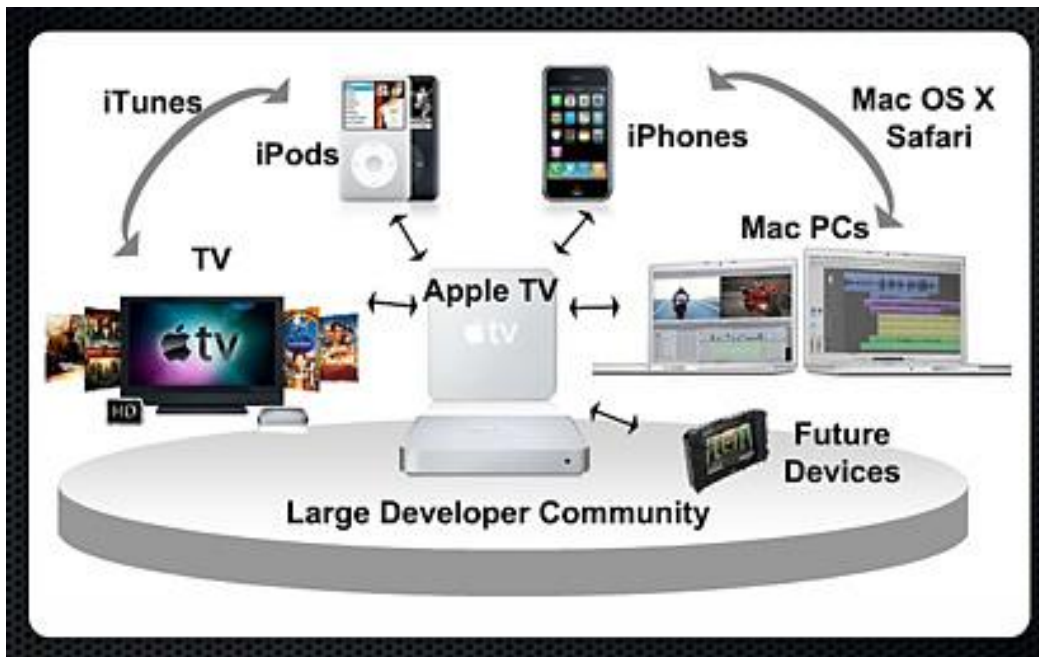 iTunes
iPods
iPhones
Mac OS X
Safari
TV
Mac PCs
Apple TV
tv
tv
HD
Future
Devices
Large Developer Community